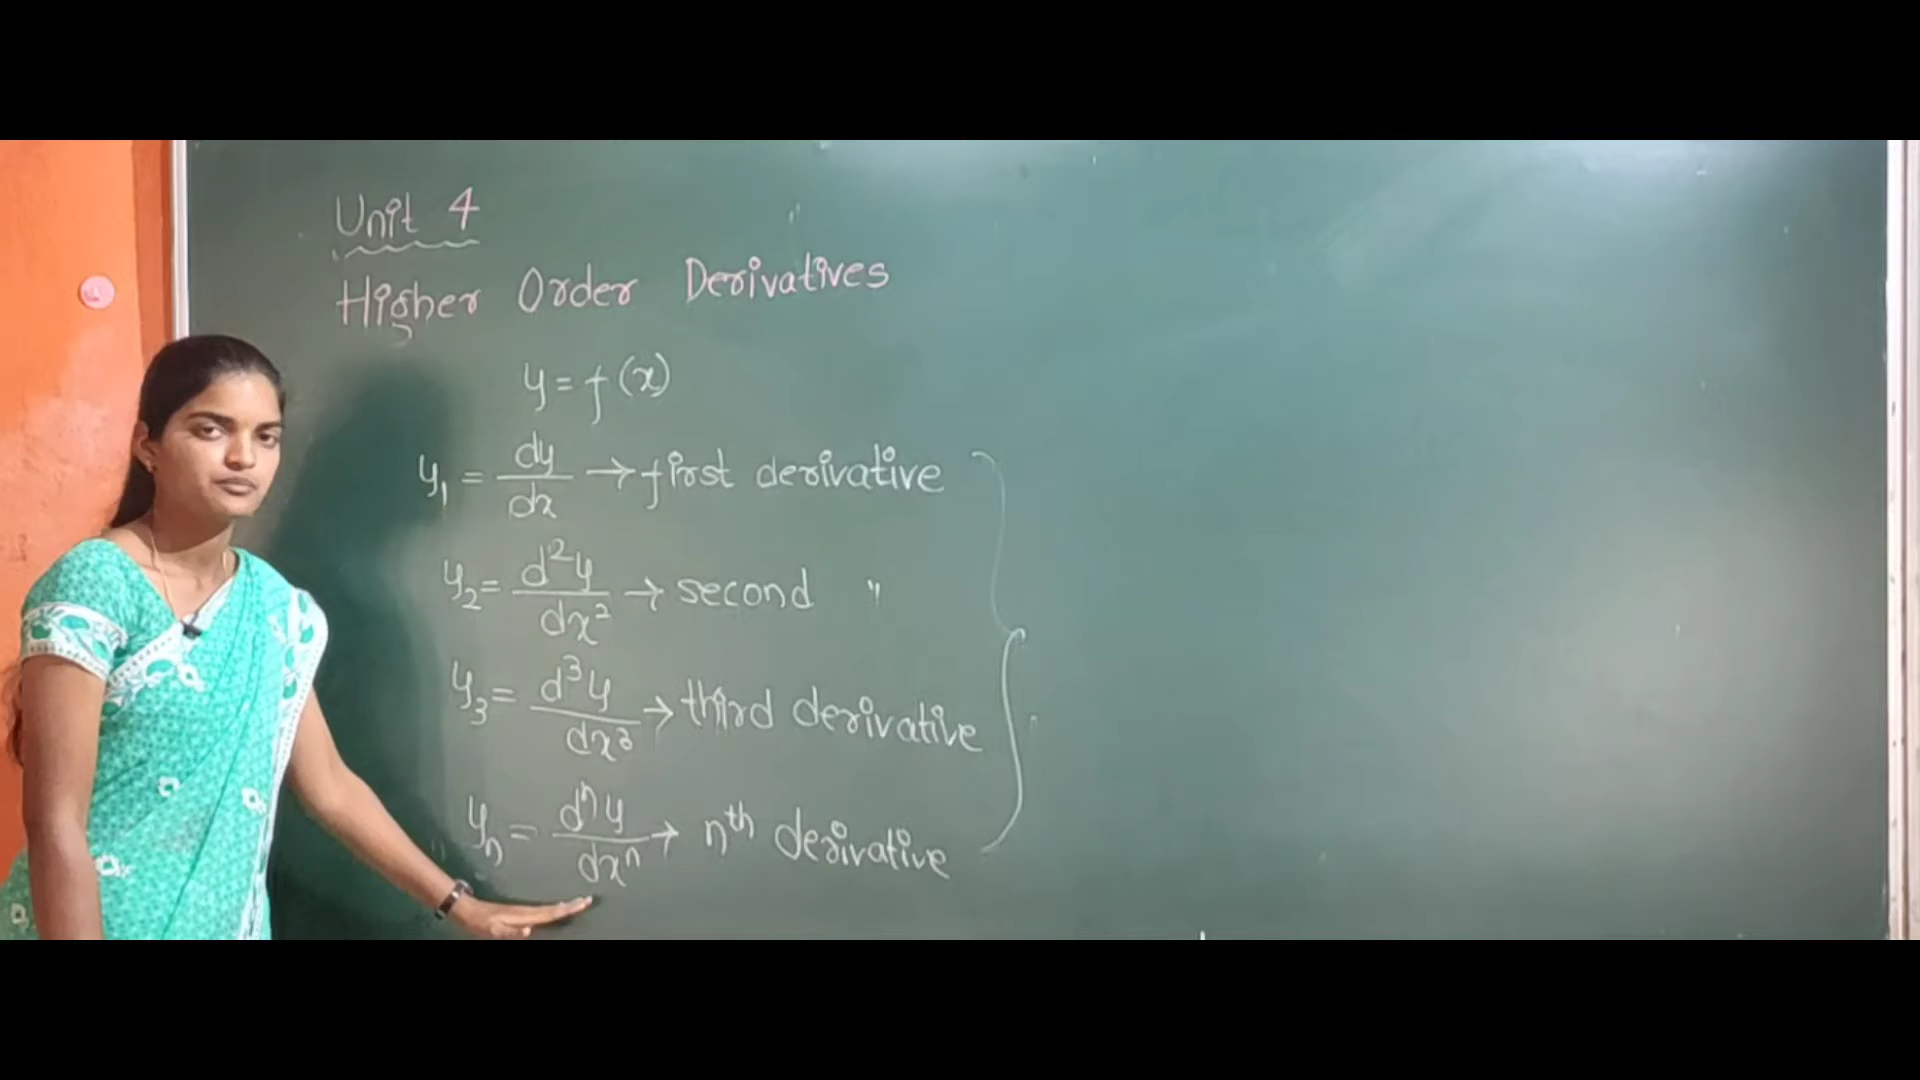 Unit 4
Higher Order Derivatives
y = f(x)
y₁ = dy/dx → first derivative
y₂ = d²y/dx² → second "
y₃ = d³y/dx³ → third derivative
yₙ = dⁿy/dxⁿ → nᵗʰ derivative